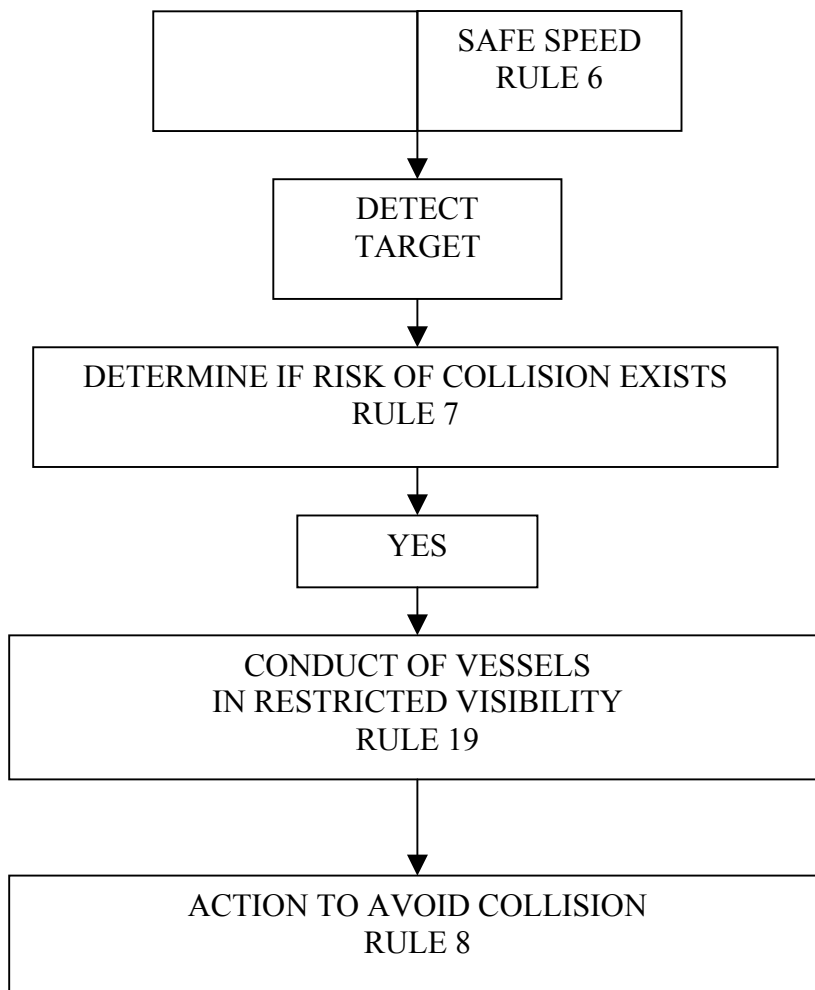 SAFE SPEED
RULE 6
DETECT
TARGET
DETERMINE IF RISK OF COLLISION EXISTS
RULE 7
YES
CONDUCT OF VESSELS
IN RESTRICTED VISIBILITY
RULE 19
ACTION TO AVOID COLLISION
RULE 8